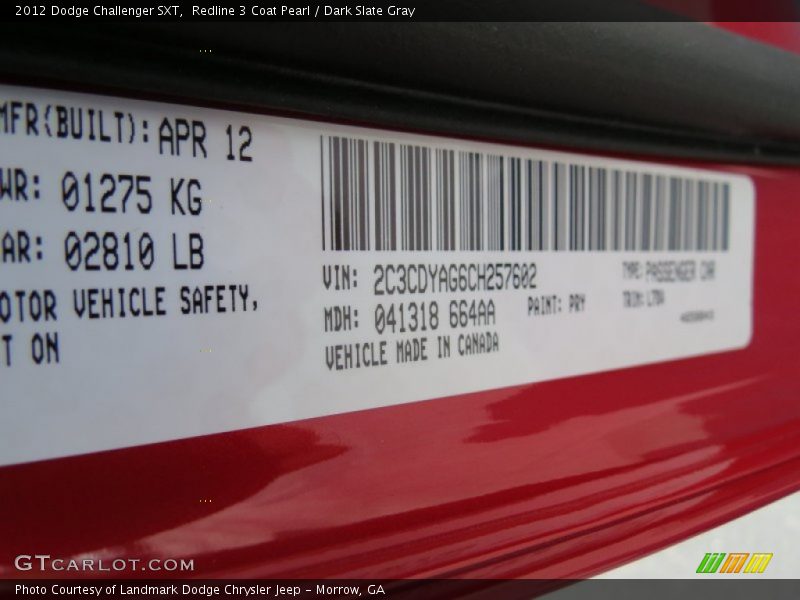 2012 Dodge Challenger SXT,  Redline 3 Coat Pearl / Dark Slate Gray
MFR(BUILT): APR 12
WR: 01275 KG
AR: 02810 LB
OTOR VEHICLE SAFETY,
T ON
VIN: 2C3CDYAG6CH257602
TYPE: PASSENGER CAR
MDH: 041318 664AA
PAINT: PRY
TRIM:
VEHICLE MADE IN CANADA
GTCARLOT.COM
Photo Courtesy of Landmark Dodge Chrysler Jeep - Morrow, GA